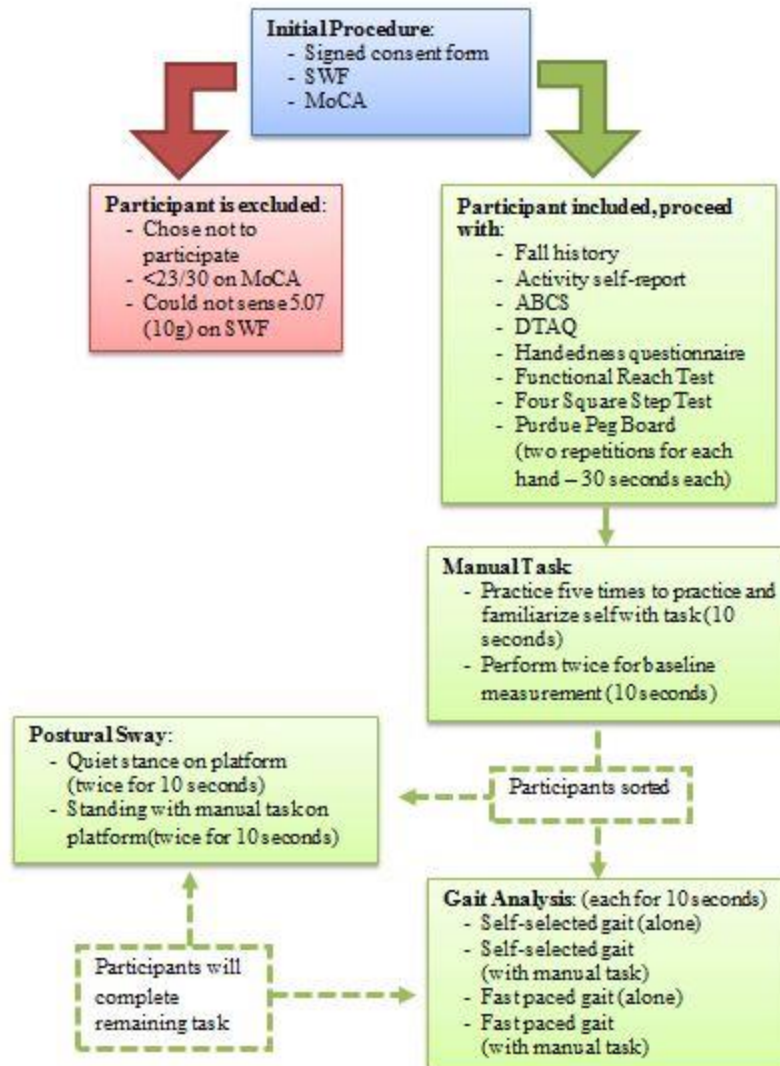 Initial Procedure:
- Signed consent form
- SWF
- MoCA
Participant is excluded:
- Chose not to
participate
- <23/30 on MoCA
- Could not sense 5.07
(10g) on SWF
Participant included, proceed
with:
- Fall history
- Activity self-report
- ABCS
- DTAQ
- Handedness questionnaire
- Functional Reach Test
- Four Square Step Test
- Purdue Peg Board
(two repetitions for each
hand – 30 seconds each)
Manual Task:
- Practice five times to practice and
familiarize self with task (10
seconds)
- Perform twice for baseline
measurement (10 seconds)
Participants sorted
Postural Sway:
- Quiet stance on platform
(twice for 10 seconds)
- Standing with manual task on
platform(twice for 10 seconds)
Gait Analysis: (each for 10 seconds)
- Self-selected gait (alone)
- Self-selected gait
(with manual task)
- Fast paced gait (alone)
- Fast paced gait
(with manual task)
Participants will
complete
remaining task